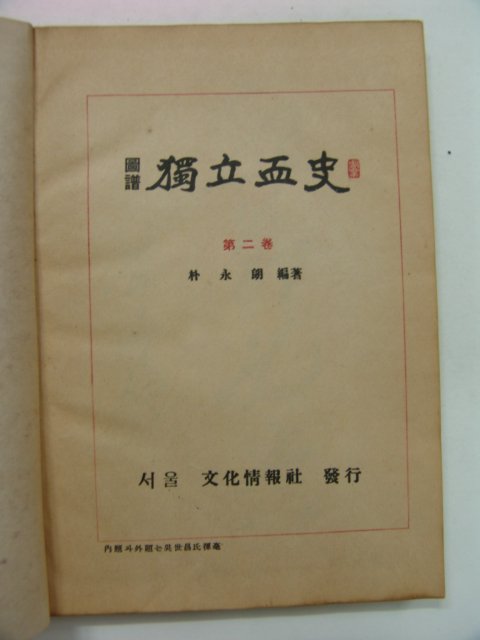 圖譜 獨立血史
第二卷
朴永朗 編著
서울 文化情報社 發行
內題와外題는吳世昌氏揮毫